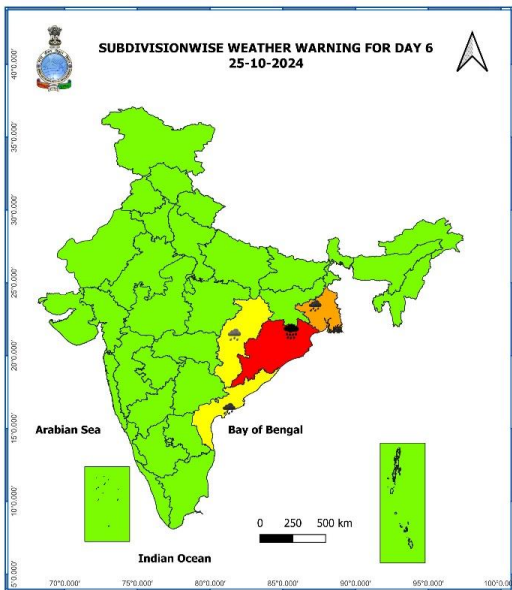 SUBDIVISIONWISE WEATHER WARNING FOR DAY 6
25-10-2024
40°0.000'
35°0.000'
30°0.000'
25°0.000'
20°0.000'
15°0.000'
10°0.000'
5°0.000'
Arabian Sea
Bay of Bengal
0 250 500 km
Indian Ocean
70°0.000' 75°0.000' 80°0.000' 85°0.000' 90°0.000' 95°0.000' 100°0.000'